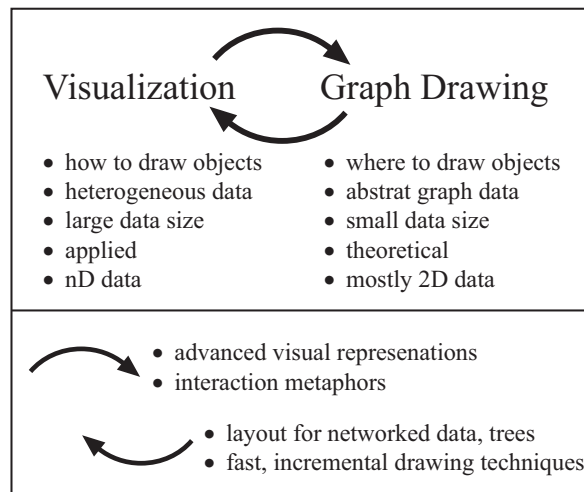 Visualization
Graph Drawing
• how to draw objects
• heterogeneous data
• large data size
• applied
• nD data
• where to draw objects
• abstrat graph data
• small data size
• theoretical
• mostly 2D data
• advanced visual represenations
• interaction metaphors
• layout for networked data, trees
• fast, incremental drawing techniques